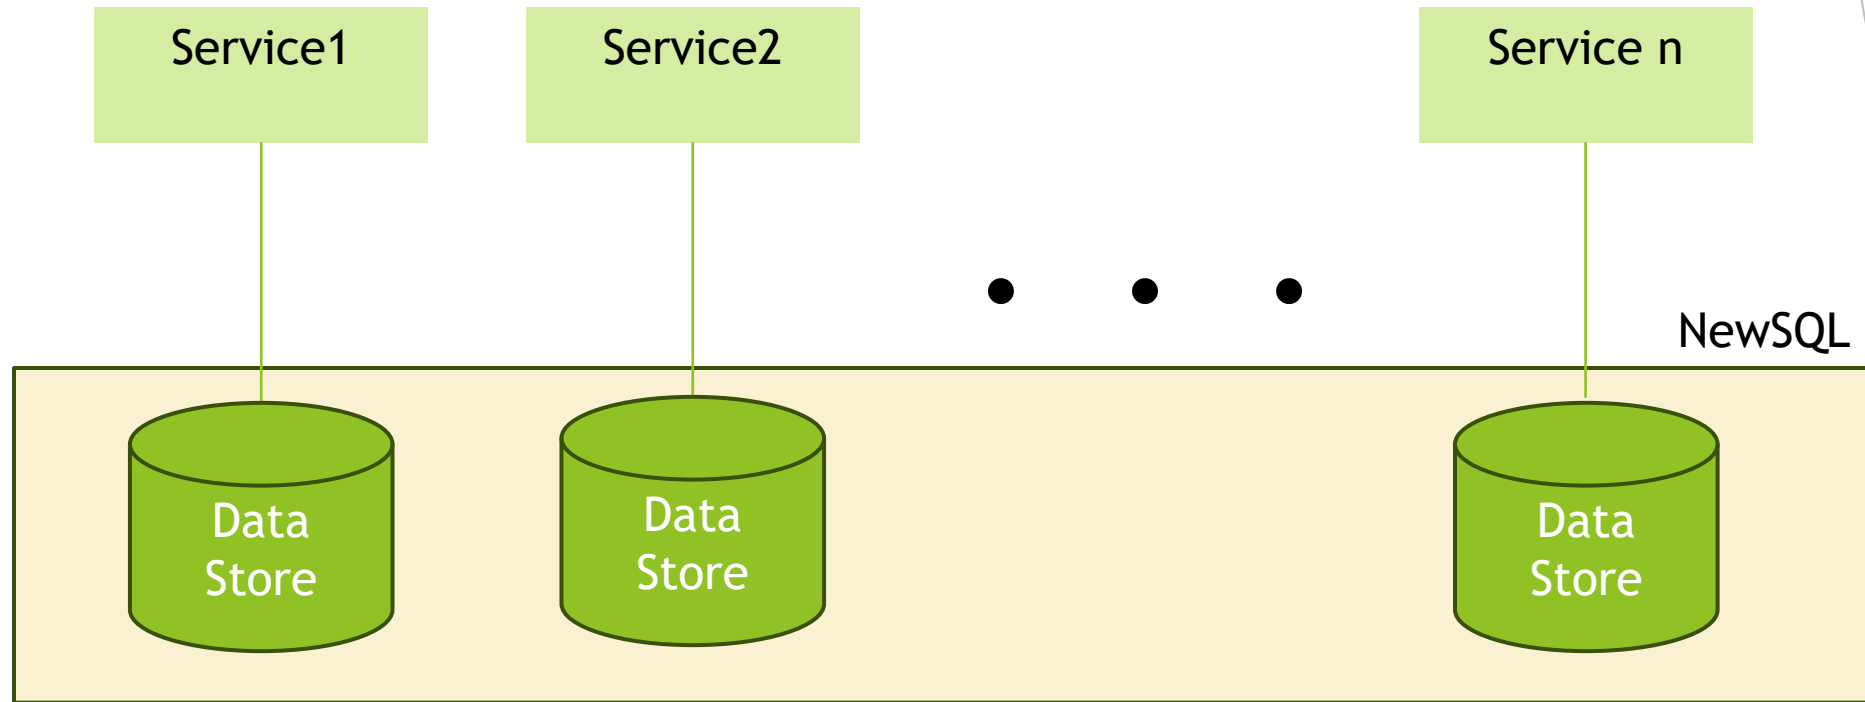 Service1
Service2
Service n
NewSQL
Data
Store
Data
Store
Data
Store